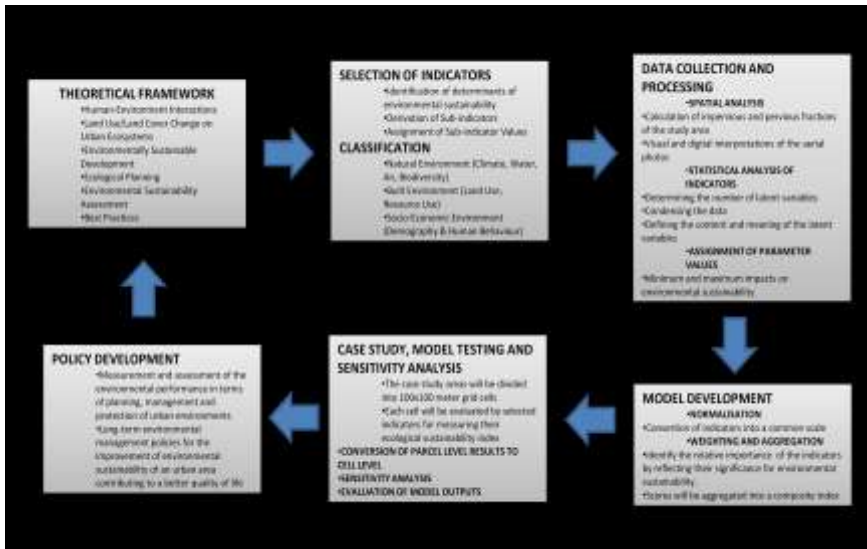 THEORETICAL FRAMEWORK
•Human-Environment Interactions
•Land Use/Land Cover Change on
Urban Ecosystems
•Environmentally Sustainable
Development
•Ecological Planning
•Environmental Sustainability
Assessment
•Best Practices
SELECTION OF INDICATORS
•Identification of determinants of
environmental sustainability
•Derivation of Sub-indicators
•Assignment of Sub-indicator Values
CLASSIFICATION
•Natural Environment (Climate, Water,
Air, Biodiversity)
•Built Environment (Land Use,
Resource Use)
•Socio-Economic Environment
(Demography & Human Behaviour)
DATA COLLECTION AND
PROCESSING
•SPATIAL ANALYSIS
•Calculation of impervious and pervious fractions
of the study area
•Visual and digital interpretations of the aerial
photos
•STATISTICAL ANALYSIS OF
INDICATORS
•Determining the number of latent variables
•Condensing the data
•Defining the content and meaning of the latent
variables
•ASSIGNMENT OF PARAMETER
VALUES
•Minimum and maximum impacts on
environmental sustainability
MODEL DEVELOPMENT
•NORMALISATION
•Convention of indicators into a common scale
•WEIGHTING AND AGGREGATION
•Identify the relative importance of the indicators
by reflecting their significance for environmental
sustainability
•Scores will be aggregated into a composite index
CASE STUDY, MODEL TESTING AND
SENSITIVITY ANALYSIS
•The case study areas will be divided
into 100x100 meter grid cells
•Each cell will be evaluated by selected
indicators for measuring their
ecological sustainability index
•CONVERSION OF PARCEL LEVEL RESULTS TO
CELL LEVEL
•SENSITIVITY ANALYSIS
•EVALUATION OF MODEL OUTPUTS
POLICY DEVELOPMENT
•Measurement and assessment of the
environmental performance in terms
of planning, management and
protection of urban environments
•Long-term environmental
management policies for the
improvement of environmental
sustainability of an urban area
contributing to a better quality of life